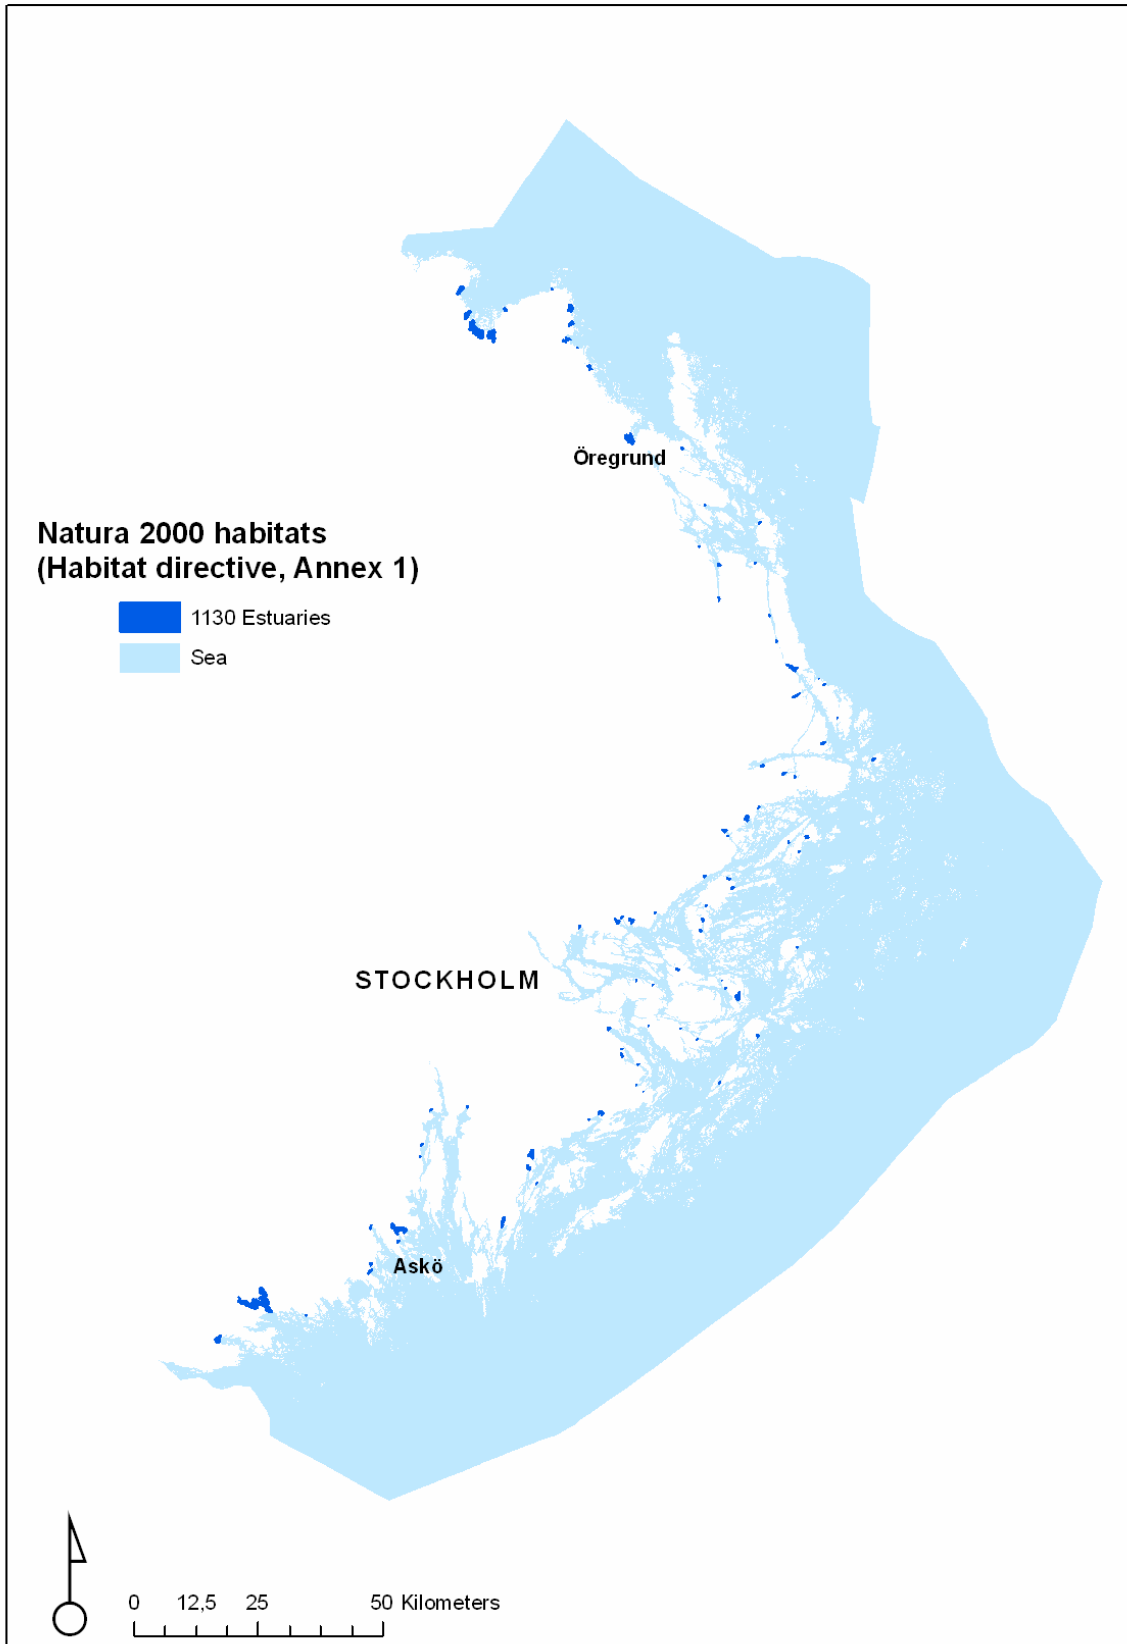 Öregrund
Natura 2000 habitats
(Habitat directive, Annex 1)
1130 Estuaries
Sea
STOCKHOLM
Askö
0 12,5 25 50 Kilometers